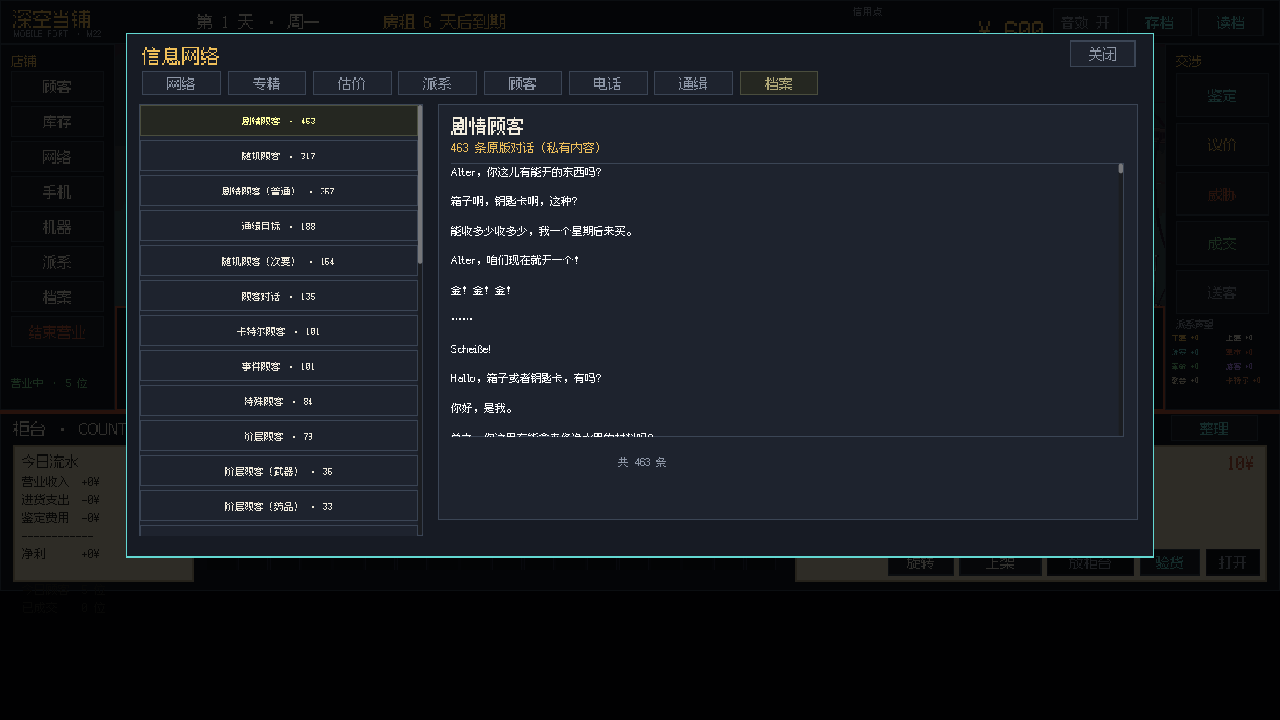 深空当铺
MOBILE FORT · M22
第 1 天 · 周一
房租 6 天后到期
信用点
¥ 600
音效 开
存档
读档
店铺
顾客
库存
网络
手机
机器
派系
档案
结束营业
营业中 · 5 位
信息网络
关闭
网络
专精
估价
派系
顾客
电话
通缉
档案
剧情顾客 · 463
随机顾客 · 317
剧情顾客（普通） · 267
通缉目标 · 188
随机顾客（次要） · 164
顾客对话 · 135
卡特尔顾客 · 101
事件顾客 · 101
特殊顾客 · 84
阶层顾客 · 73
阶层顾客（武器） · 36
阶层顾客（药品） · 33
剧情顾客
463 条原版对话（私有内容）
Alter，你这儿有能开的东西吗？
箱子啊，钥匙卡啊，这种？
能收多少收多少，我一个星期后来买。
Alter，咱们现在就开一个！
金！金！金！
……
Scheiße!
Hallo，箱子或者钥匙卡，有吗？
你好，是我。
共 463 条
交涉
鉴定
议价
威胁
成交
送客
柜台 · COUNT
整理
今日流水
营业收入 +0¥
进货支出 -0¥
鉴定费用 -0¥
------------
净利 +0¥
10¥
旋转
上架
放柜台
验货
打开